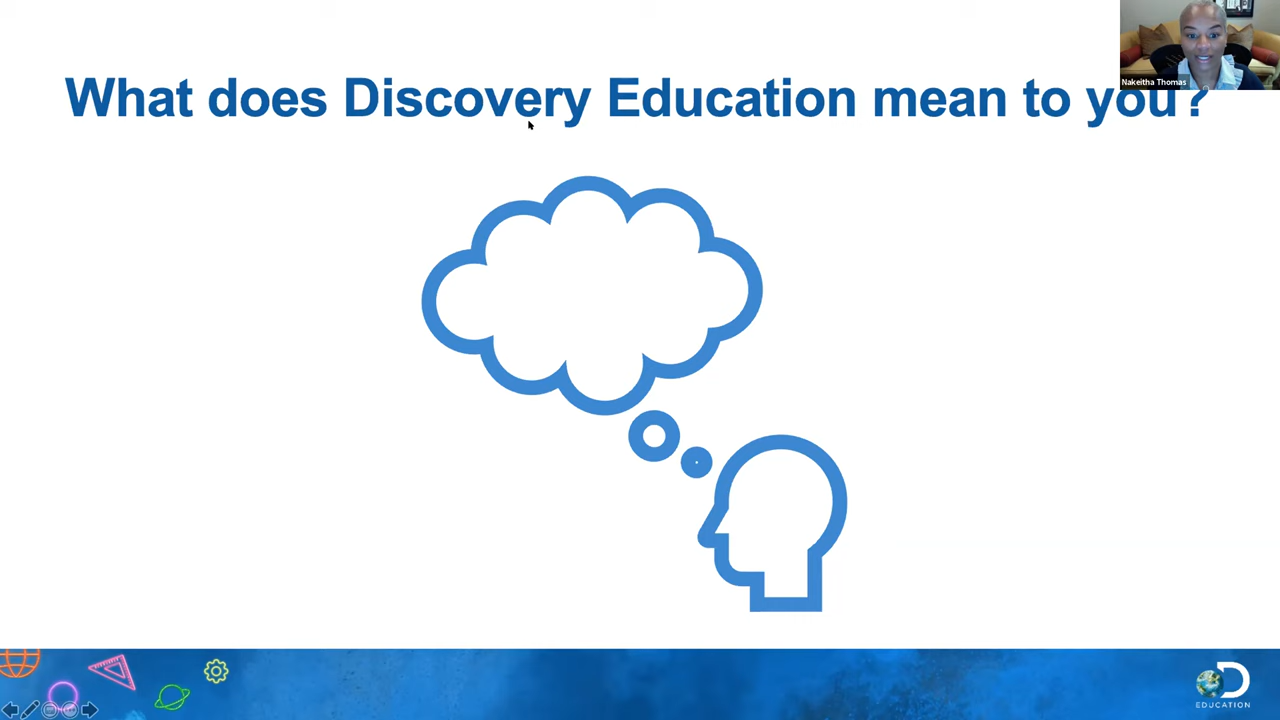 Nakeitha Thomas
What does Discovery Education mean to you?
EDUCATION